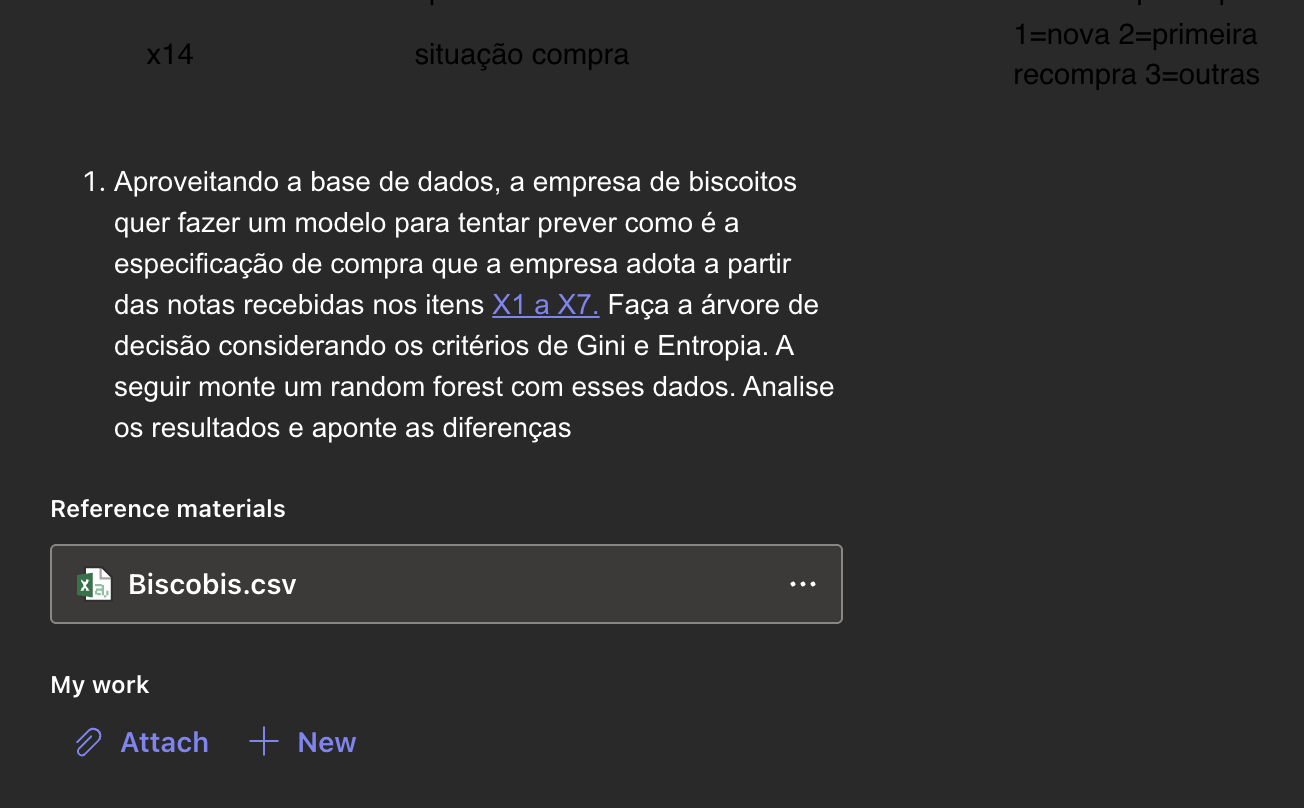 x14
situação compra
1=nova 2=primeira
recompra 3=outras
1. Aproveitando a base de dados, a empresa de biscoitos
quer fazer um modelo para tentar prever como é a
especificação de compra que a empresa adota a partir
das notas recebidas nos itens X1 a X7. Faça a árvore de
decisão considerando os critérios de Gini e Entropia. A
seguir monte um random forest com esses dados. Analise
os resultados e aponte as diferenças
Reference materials
Biscobis.csv
My work
Attach
New